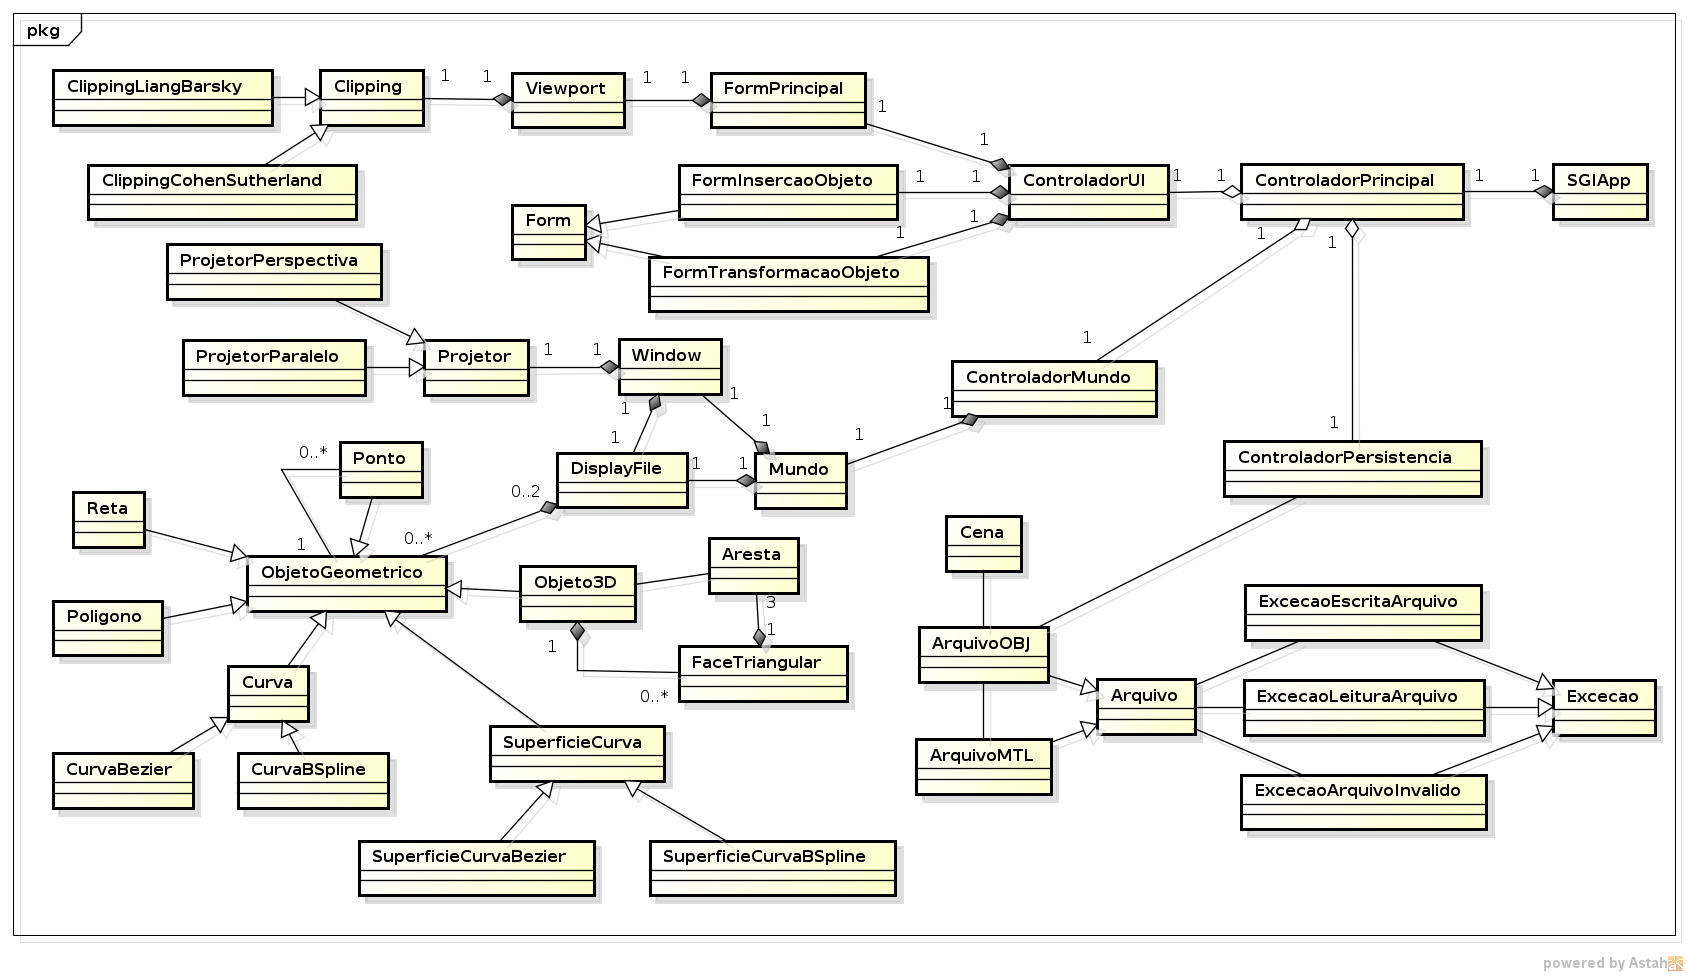 pkg
ClippingLiangBarsky
Clipping
1
1
Viewport
1
1
FormPrincipal
1
1
ClippingCohenSutherland
FormInsercaoObjeto
1
1
ControladorUI
1
1
ControladorPrincipal
1
1
SGIApp
Form
1
1
FormTransformacaoObjeto
1
1
ProjetorPerspectiva
ProjetorParalelo
Projetor
1
1
Window
1
1
1
1
1
ControladorMundo
1
1
1
ControladorPersistencia
DisplayFile
1
1
Mundo
0..2
0..*
0..*
Ponto
1
Reta
ObjetoGeometrico
Poligono
Objeto3D
Aresta
3
1
1
0..*
FaceTriangular
Cena
ArquivoOBJ
ArquivoMTL
Arquivo
ExcecaoEscritaArquivo
ExcecaoLeituraArquivo
Excecao
ExcecaoArquivoInvalido
Curva
CurvaBezier
CurvaBSpline
SuperficieCurva
SuperficieCurvaBezier
SuperficieCurvaBSpline
powered by Astah